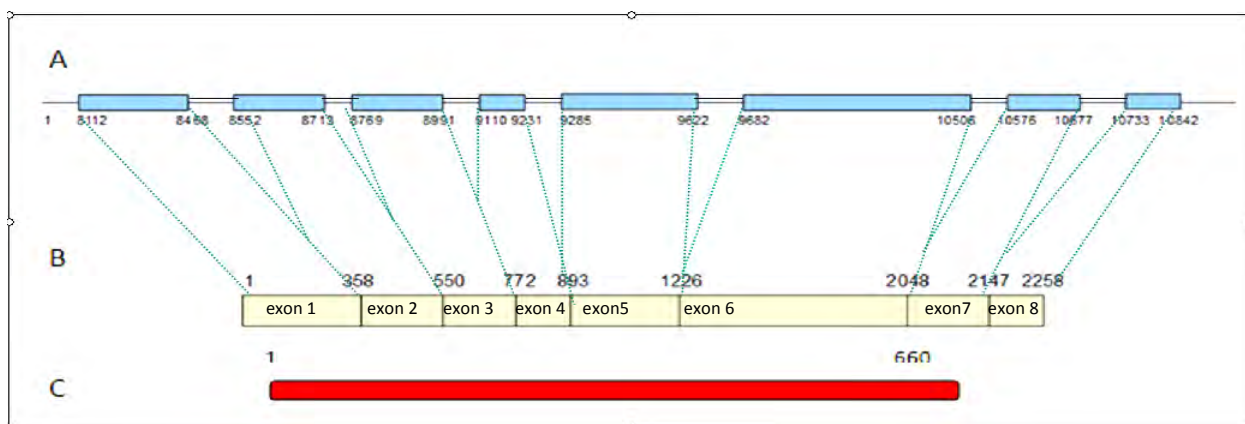 A
1 8112 8468 8552 8713 8769 8991 9110 9231 9285 9622 9682 10506 10576 10677 10733 10842
B
1 358 550 772 893 1226 2048 2147 2258
exon 1 exon 2 exon 3 exon 4 exon5 exon 6 exon7 exon 8
1 660
C